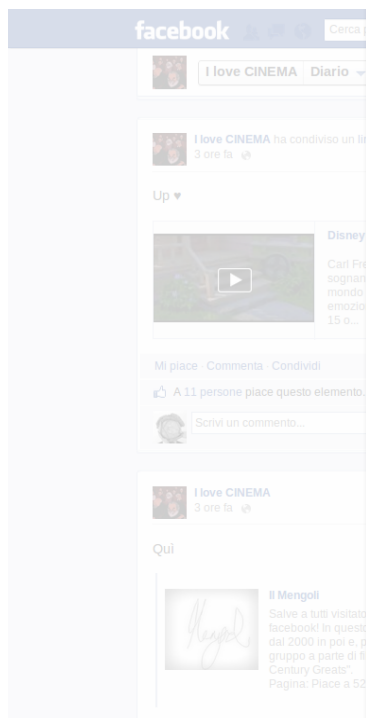 facebook
Cerca
I love CINEMA Diario
I love CINEMA ha condiviso un
3 ore fa
Up ♥
Disney
Carl
sognan
mondo
emozio
15 o...
Mi piace · Commenta · Condividi
A 11 persone piace questo elemento.
Scrivi un commento...
I love CINEMA
3 ore fa
Qui
Il Mengoli
Mengoli
Salve a tutti visitato
facebook! In questo
dal 2000 in poi e, p
gruppo a parte di fi
Century Greats".
Pagina: Piace a 52